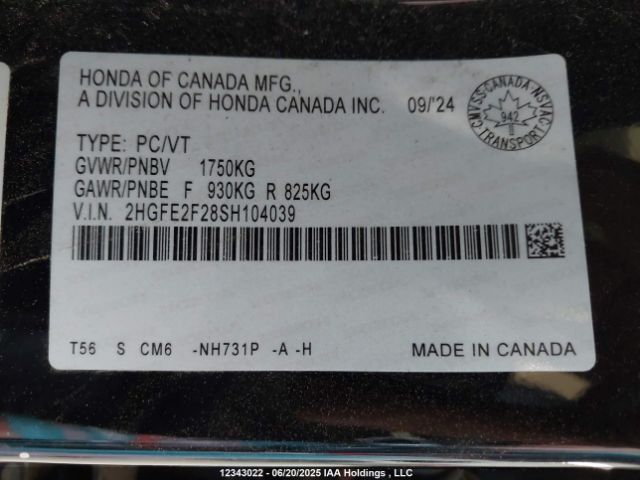 HONDA OF CANADA MFG.,
A DIVISION OF HONDA CANADA INC. 09/'24
CMVSS-CANADA-NSVAC
942
TRANSPORT
TYPE: PC/VT
GVWR/PNBV 1750KG
GAWR/PNBE F 930KG R 825KG
V.I.N. 2HGFE2F28SH104039
T56 S CM6 -NH731P -A -H
MADE IN CANADA
12343022 - 06/20/2025 IAA Holdings , LLC